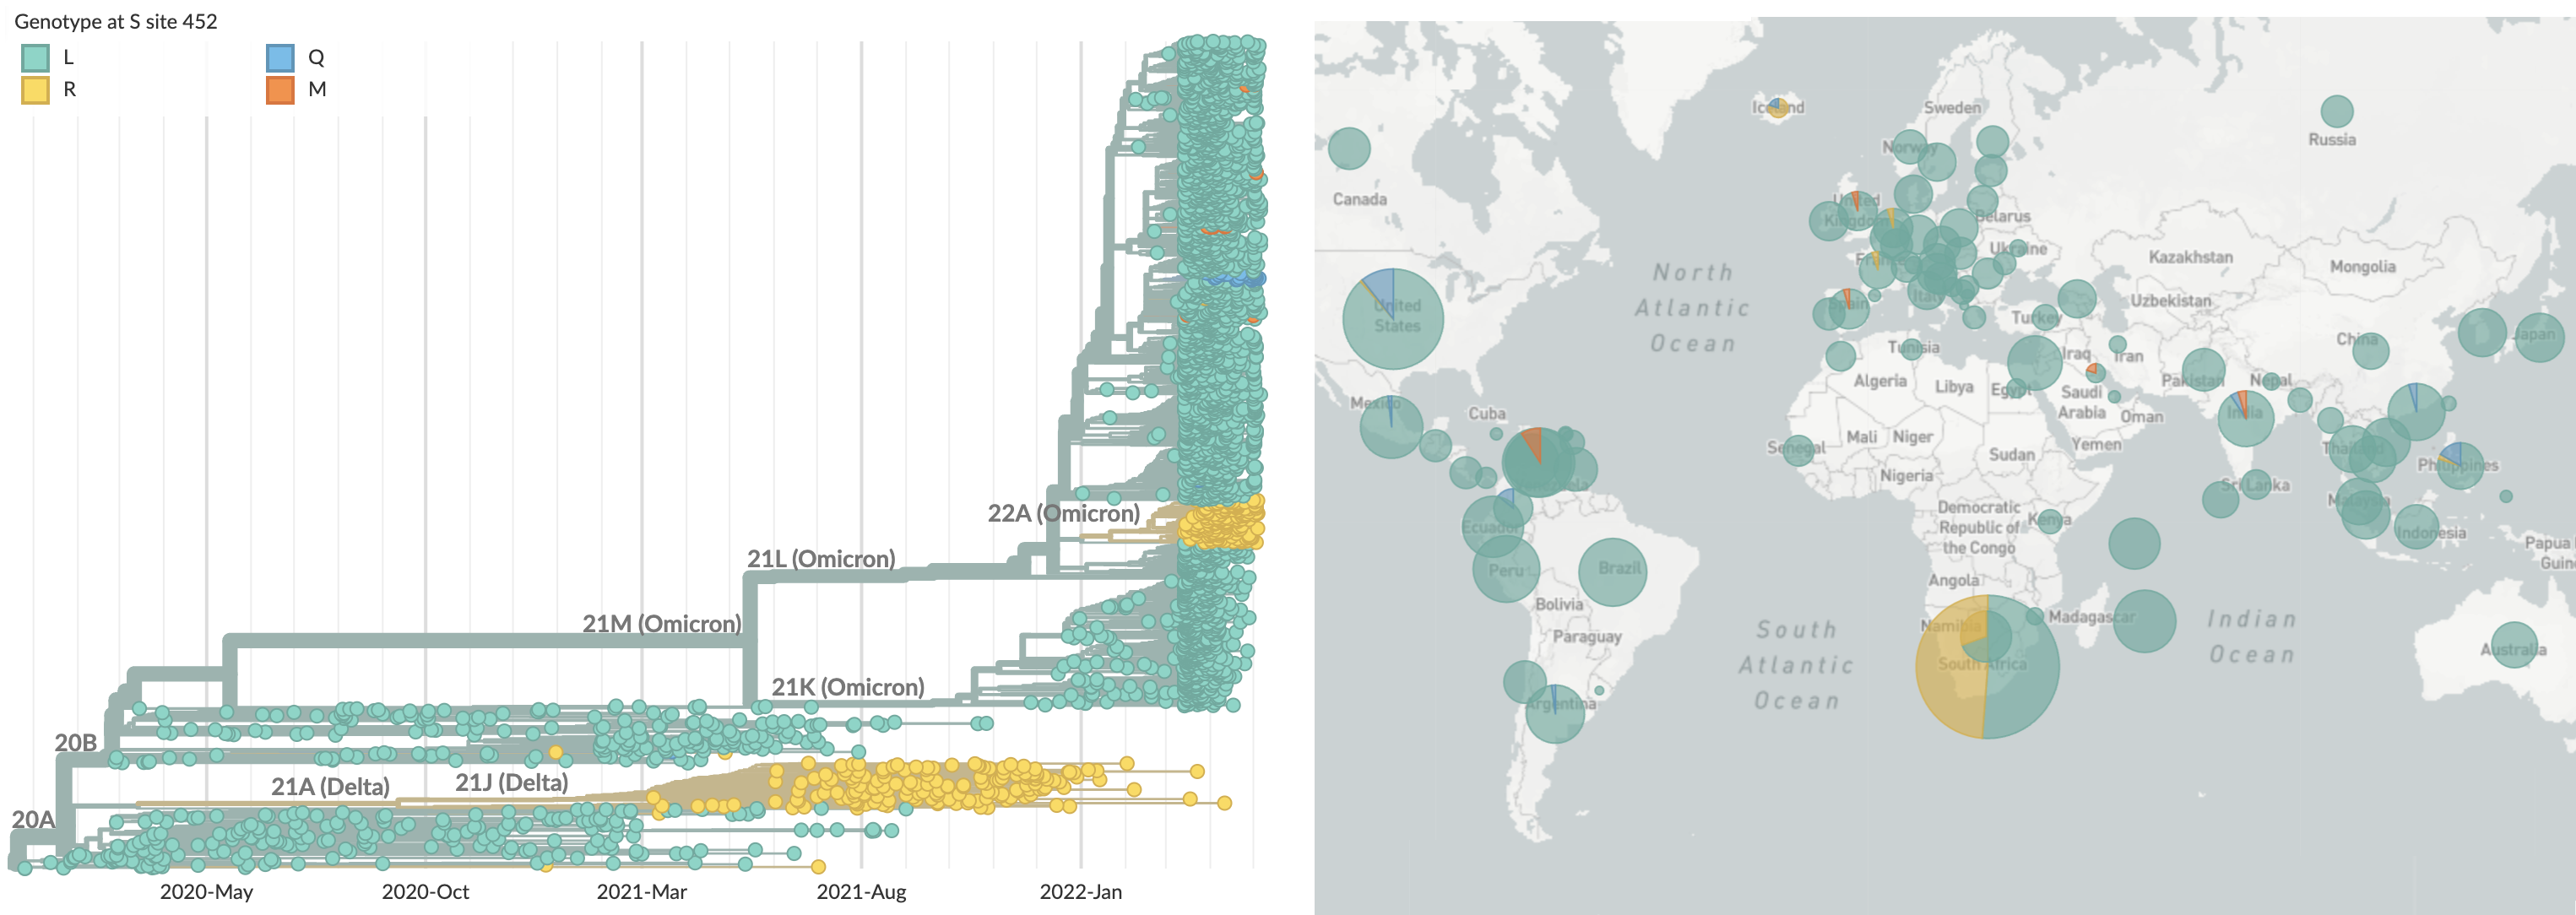 Genotype at S site 452
L
R
Q
M
22A (Omicron)
21L (Omicron)
21M (Omicron)
21K (Omicron)
20B
21A (Delta)
21J (Delta)
20A
2020-May
2020-Oct
2021-Mar
2021-Aug
2022-Jan
Iceland
Sweden
Russia
Norway
Canada
United
Kingdom
Belarus
Ukraine
Kazakhstan
Mongolia
North
Atlantic
Ocean
France
United
States
Spain
Italy
Uzbekistan
Turkey
China
Japan
Tunisia
Iraq
Iran
Algeria
Libya
Egypt
Saudi
Arabia
Pakistan
Nepal
Oman
Mexico
Cuba
India
Senegal
Mali
Niger
Yemen
Sudan
Thailand
Philippines
Nigeria
Sri Lanka
Malaysia
Ecuador
Democratic
Republic of
the Congo
Kenya
Indonesia
Papua
Guin
Peru
Brazil
Angola
Bolivia
Namibia
Madagascar
Indian
Ocean
South
Atlantic
Ocean
Paraguay
South Africa
Australia
Argentina